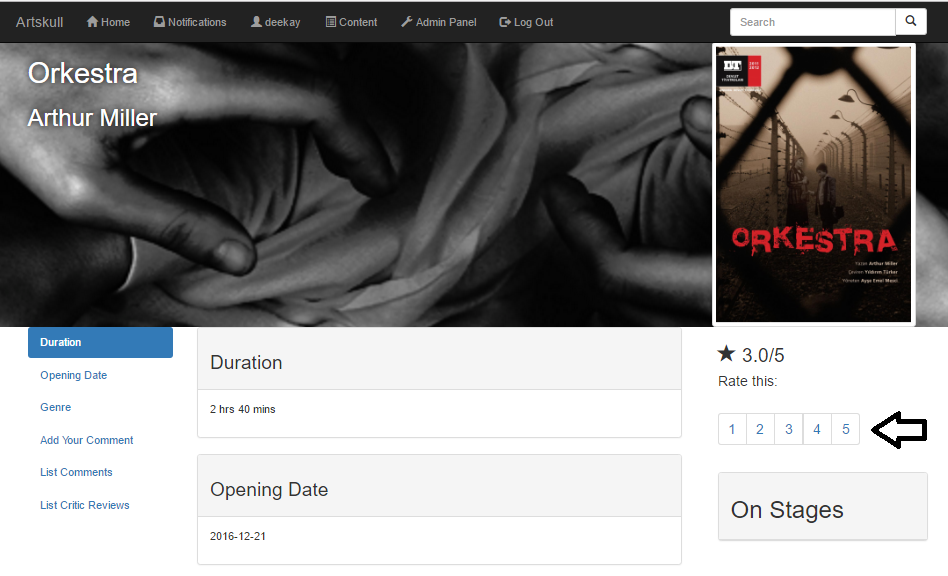 Artskull Home Notifications deekay Content Admin Panel Log Out Search
Orkestra
Arthur Miller
DT
ORKESTRA
Yazan Arthur Miller
Çeviren Yıldırım Türker
Yöneten Ayşe Emel Mesci
Duration
Opening Date
Genre
Add Your Comment
List Comments
List Critic Reviews
Duration
2 hrs 40 mins
Opening Date
2016-12-21
★ 3.0/5
Rate this:
1 2 3 4 5
On Stages